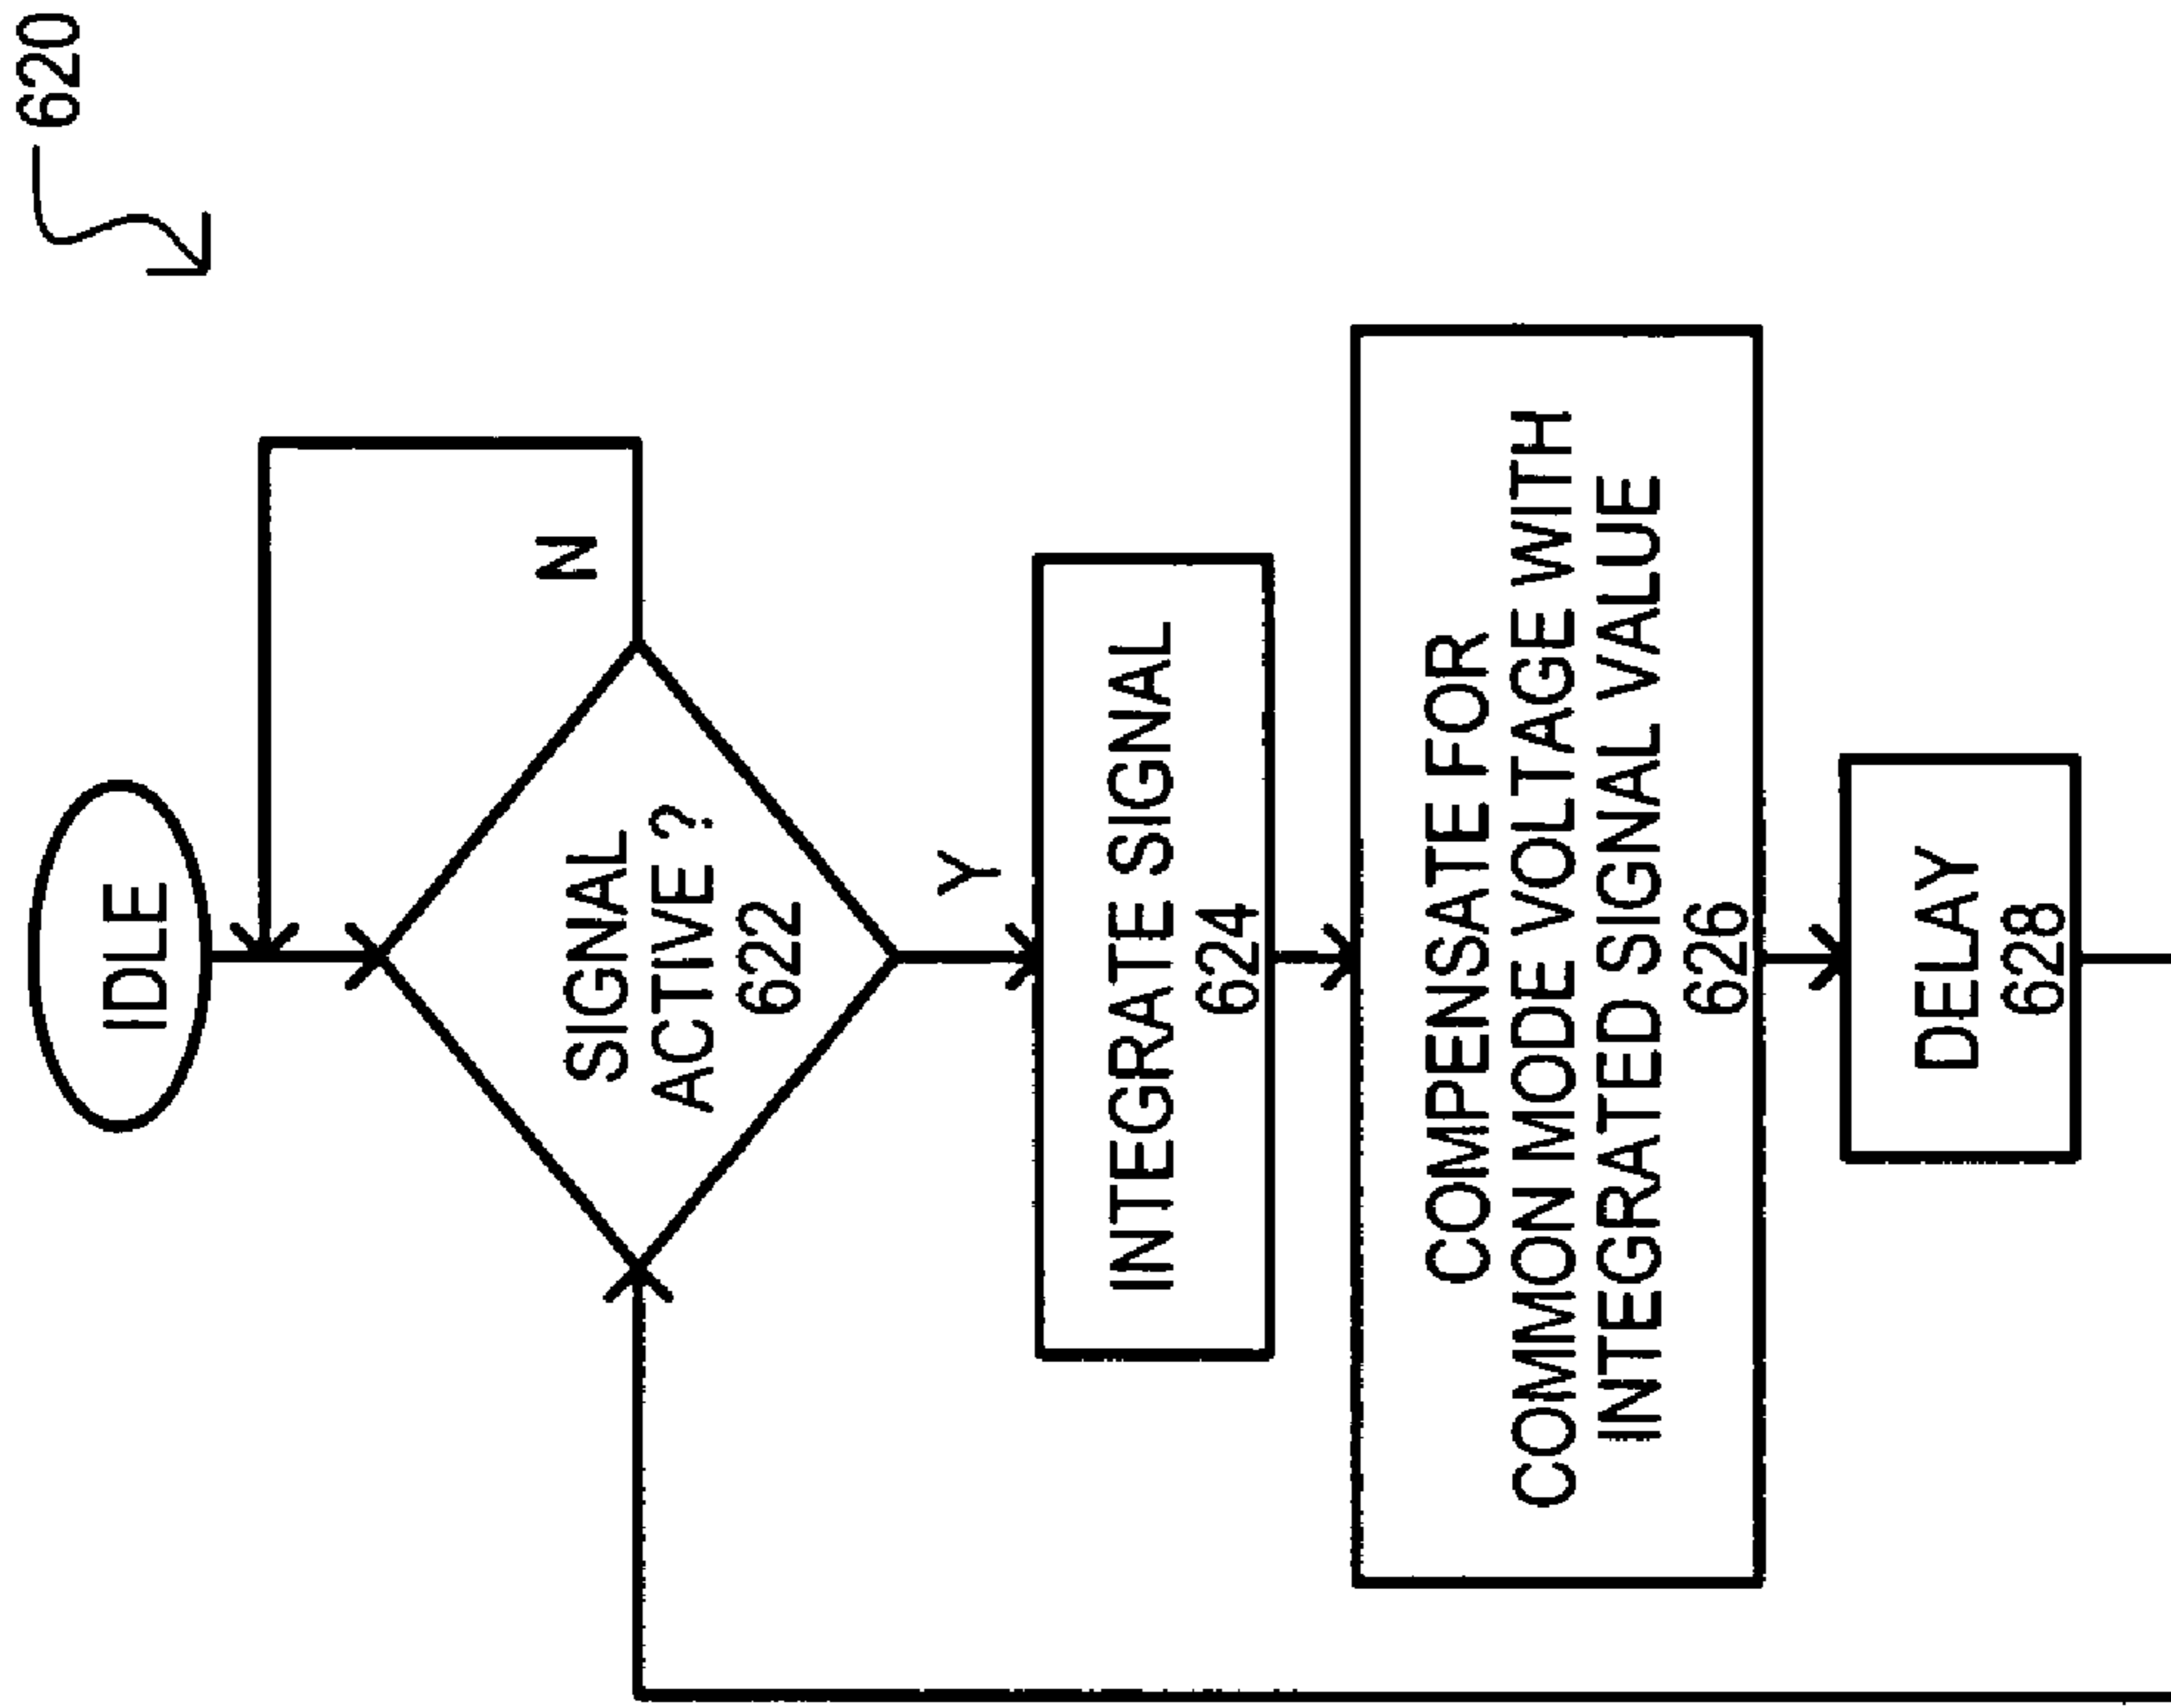 620
IDLE
N
SIGNAL
ACTIVE ?
622
Y
INTEGRATE SIGNAL
624
COMPENSATE FOR
COMMON MODE VOLTAGE WITH
INTEGRATED SIGNAL VALUE
626
DELAY
628